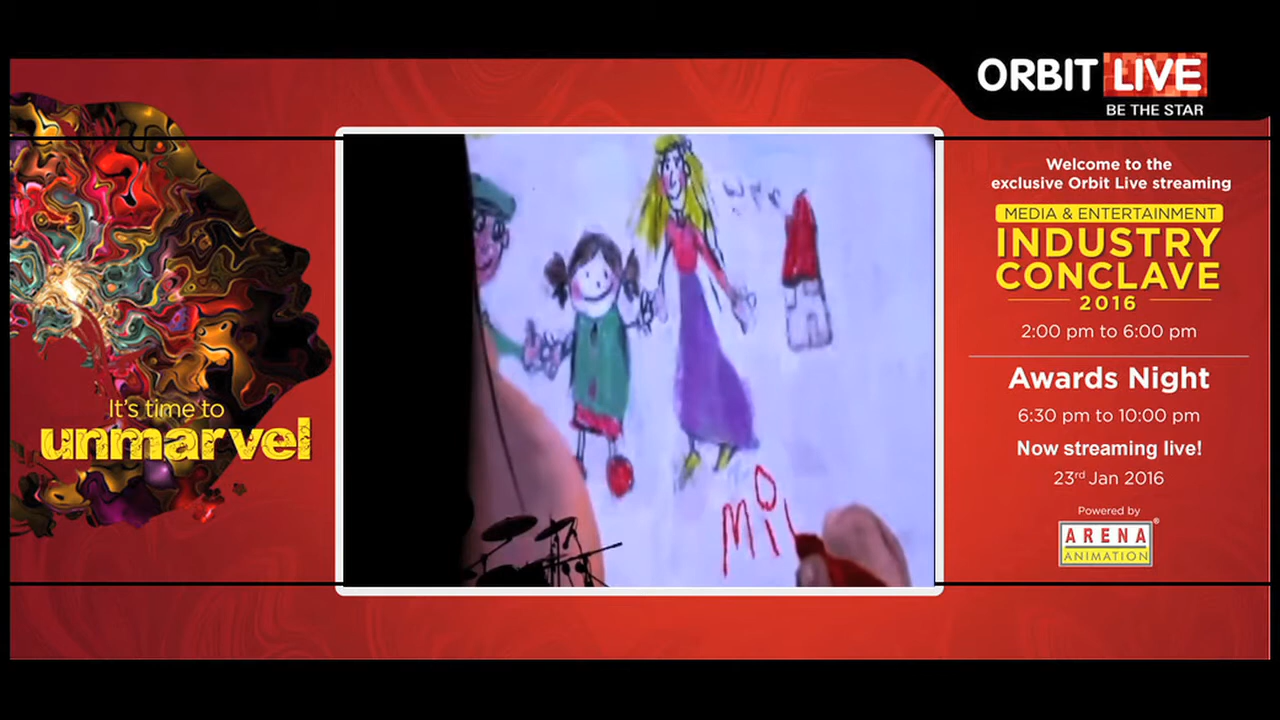 ORBIT LIVE
BE THE STAR
Welcome to the
exclusive Orbit Live streaming
MEDIA & ENTERTAINMENT
INDUSTRY
CONCLAVE
2016
2:00 pm to 6:00 pm
Awards Night
6:30 pm to 10:00 pm
Now streaming live!
23rd Jan 2016
Powered by
ARENA
ANIMATION
It's time to
unmarvel
Mi